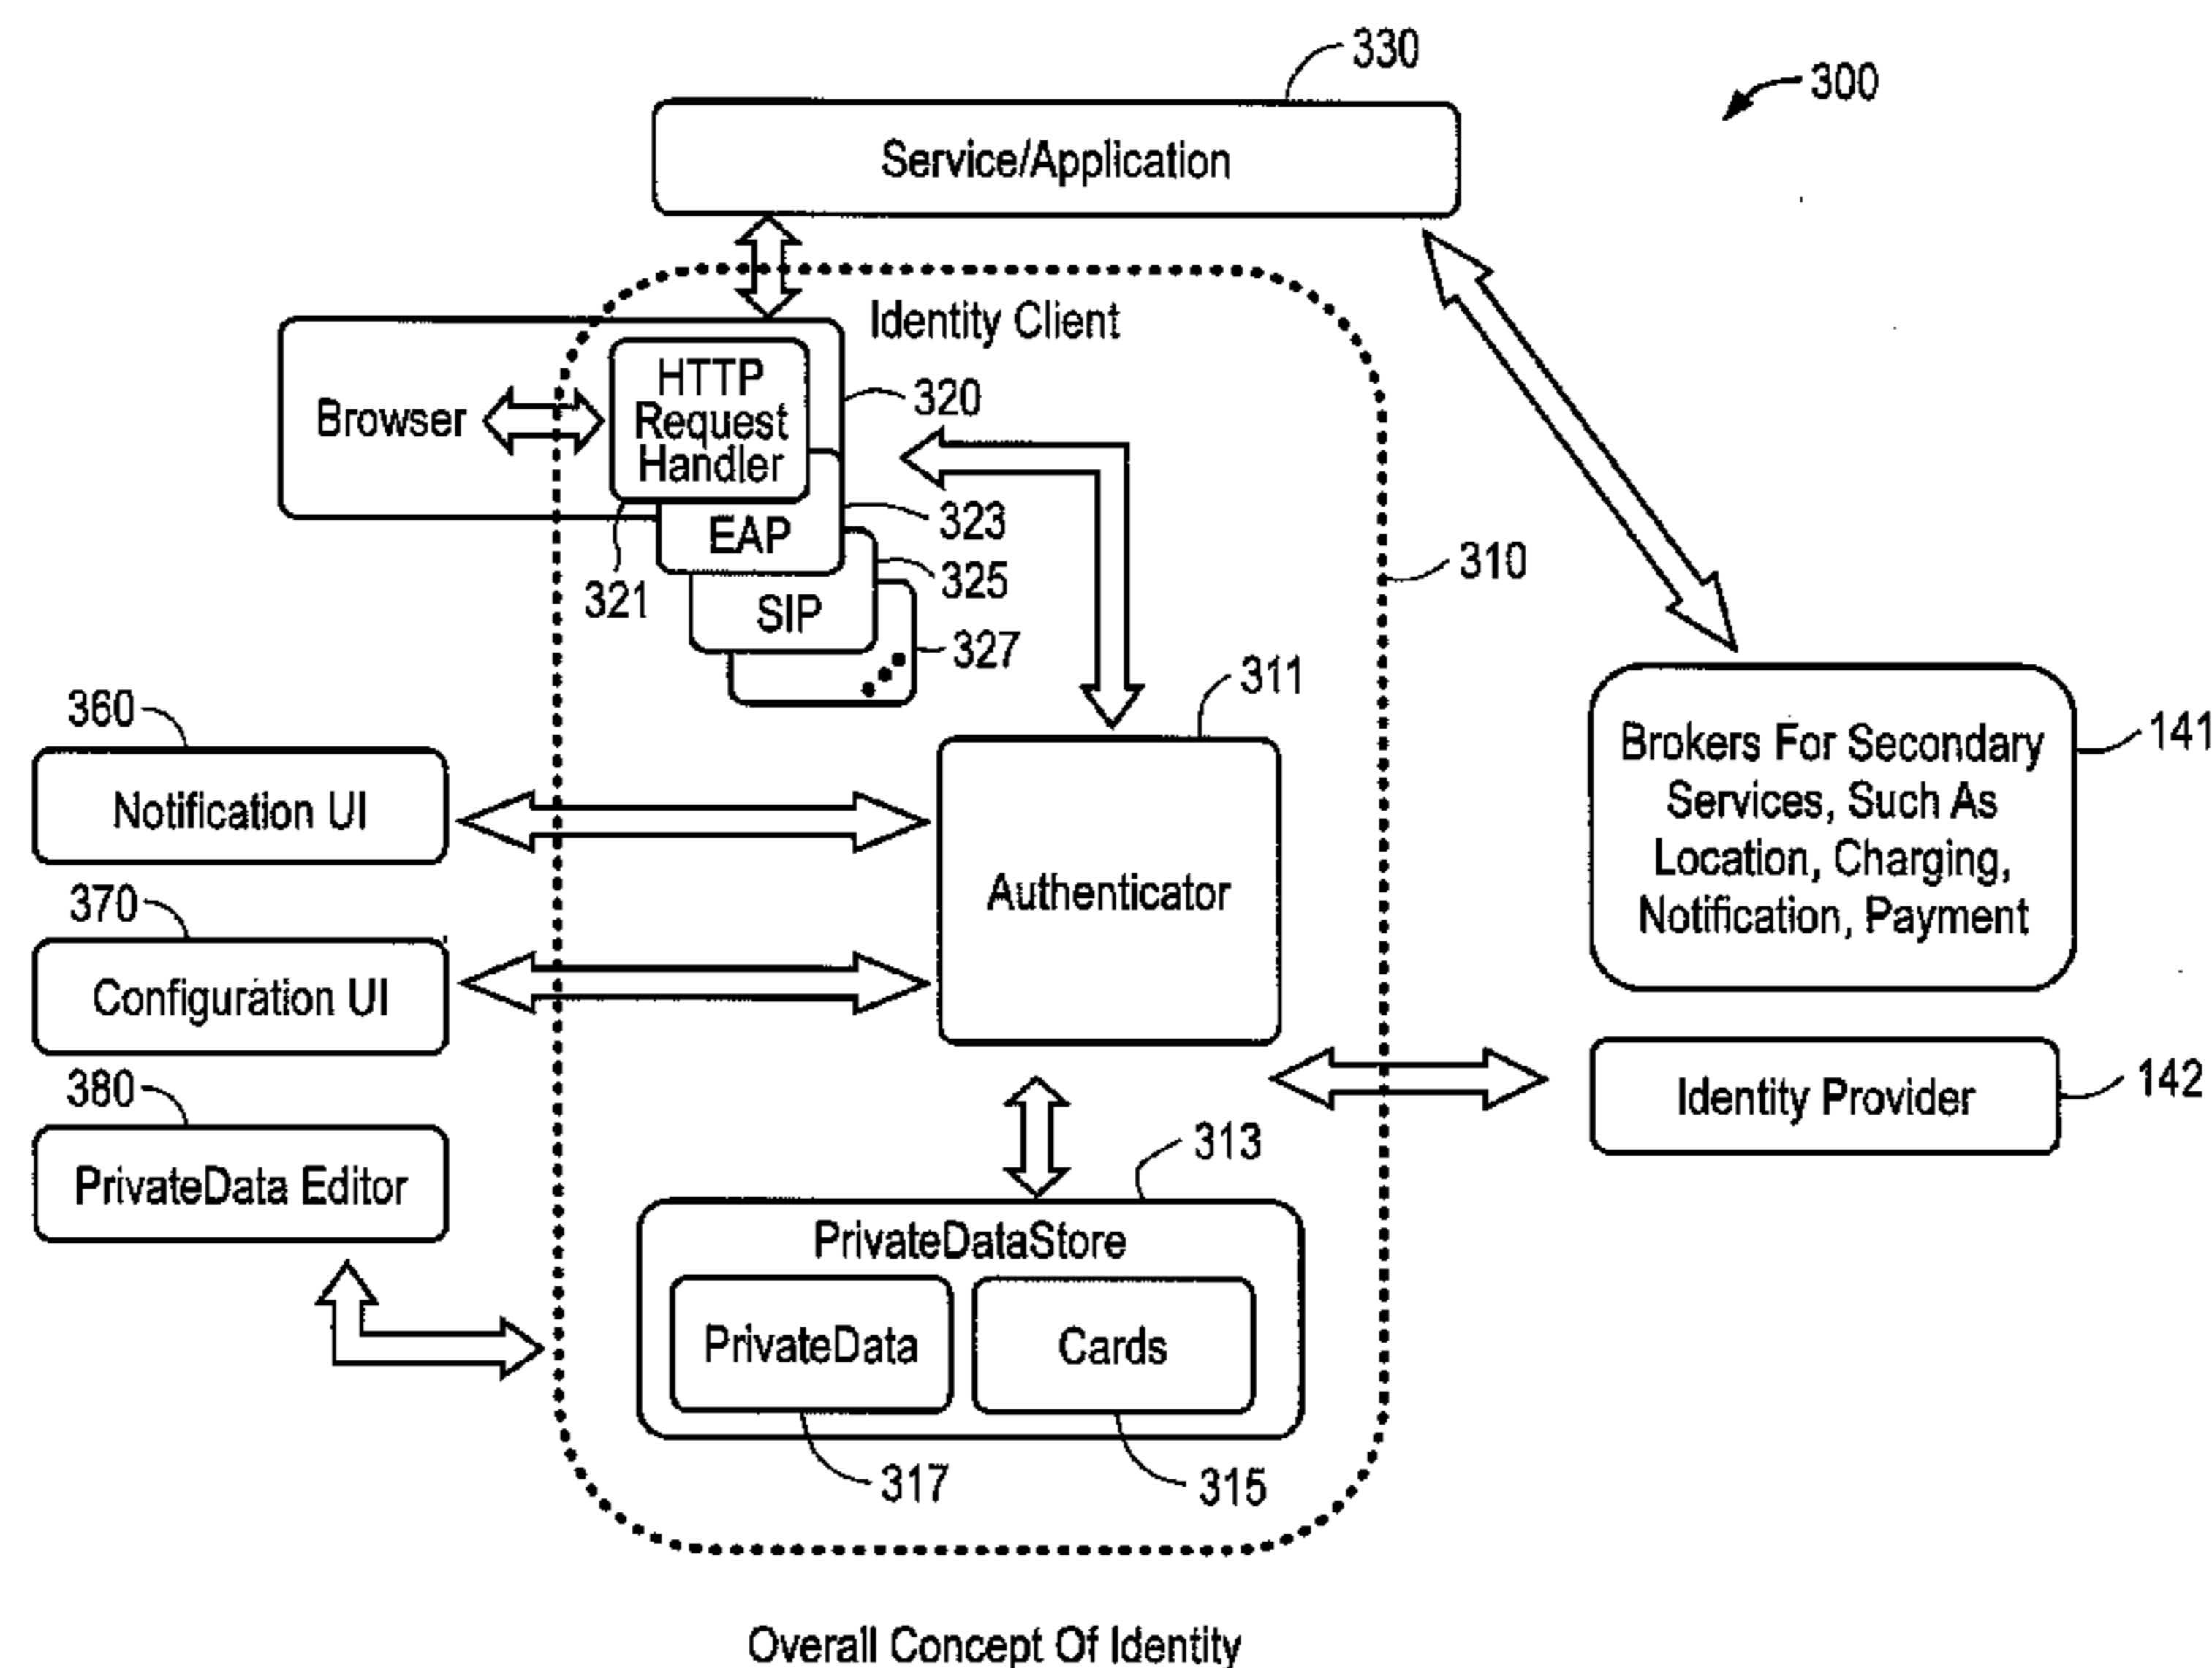 330
300
Service/Application
Identity Client
HTTP
Request
Handler
Browser
320
EAP
323
321
SIP
325
327
310
311
360
Notification UI
370
Configuration UI
380
PrivateData Editor
Authenticator
Brokers For Secondary
Services, Such As
Location, Charging,
Notification, Payment
141
Identity Provider
142
313
PrivateDataStore
PrivateData
Cards
317
315
Overall Concept Of Identity